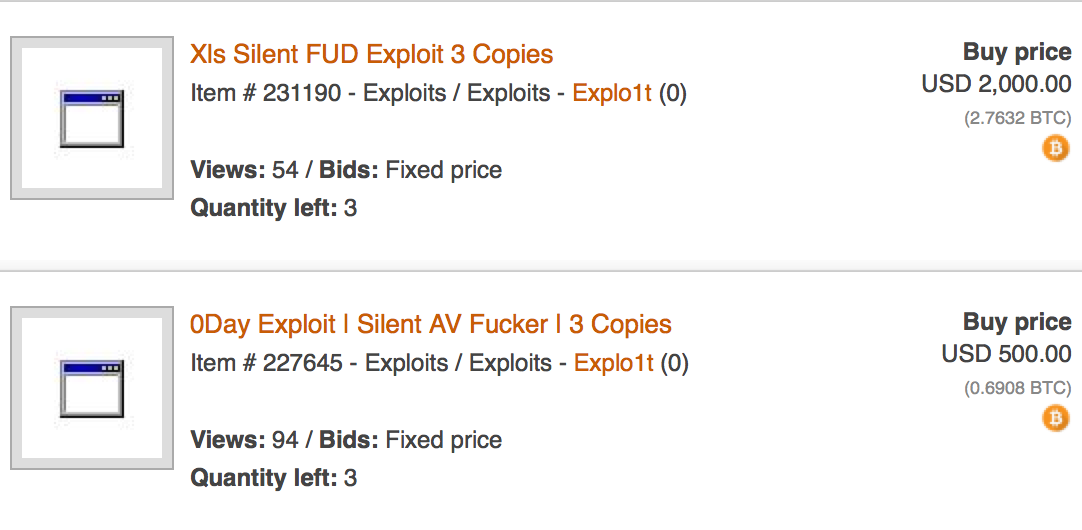 Xls Silent FUD Exploit 3 Copies
Buy price
Item # 231190 - Exploits / Exploits - Explo1t (0)
USD 2,000.00
(2.7632 BTC)
Views: 54 / Bids: Fixed price
Quantity left: 3
0Day Exploit | Silent AV Fucker | 3 Copies
Buy price
Item # 227645 - Exploits / Exploits - Explo1t (0)
USD 500.00
(0.6908 BTC)
Views: 94 / Bids: Fixed price
Quantity left: 3